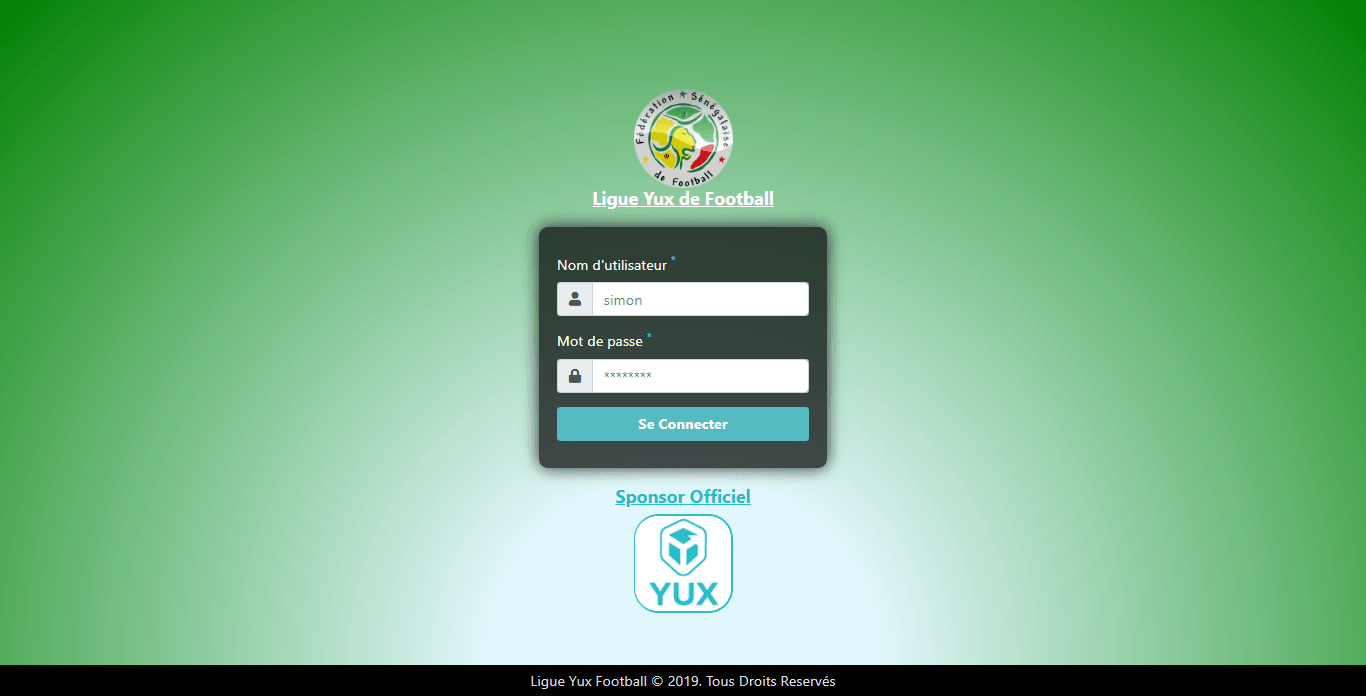 Fédération ★ Sénégalaise
★ de Football ★
Ligue Yux de Football
Nom d'utilisateur *
simon
Mot de passe *
********
Se Connecter
Sponsor Officiel
YUX
Ligue Yux Football © 2019. Tous Droits Reservés